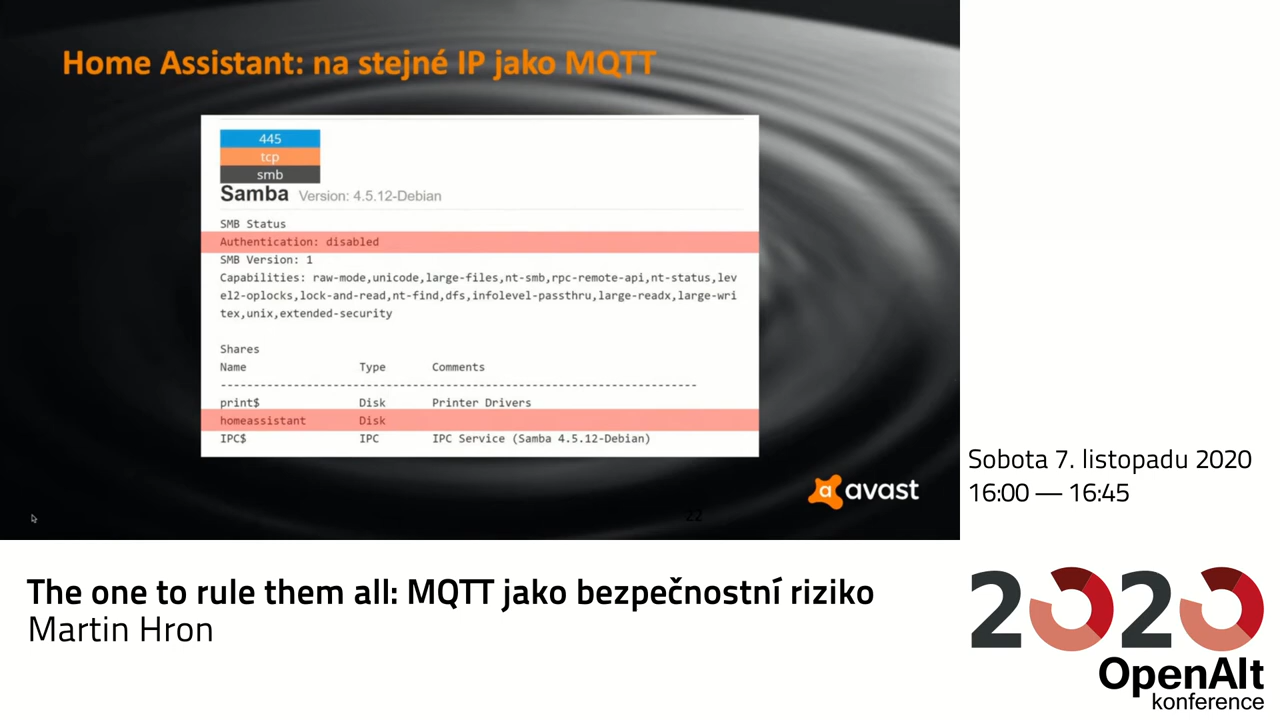 Home Assistant: na stejné IP jako MQTT
445
tcp
smb
Samba Version: 4.5.12-Debian
SMB Status
Authentication: disabled
SMB Version: 1
Capabilities: raw-mode,unicode,large-files,nt-smb,rpc-remote-api,nt-status,lev
el2-oplocks,lock-and-read,nt-find,dfs,infolevel-passthru,large-readx,large-wri
tex,unix,extended-security
Shares
Name Type Comments
------------------------------------------------------------------------
print$ Disk Printer Drivers
homeassistant Disk
IPC$ IPC IPC Service (Samba 4.5.12-Debian)
avast
22
Sobota 7. listopadu 2020
16:00 — 16:45
The one to rule them all: MQTT jako bezpečnostní riziko
Martin Hron
2020
OpenAlt
konference